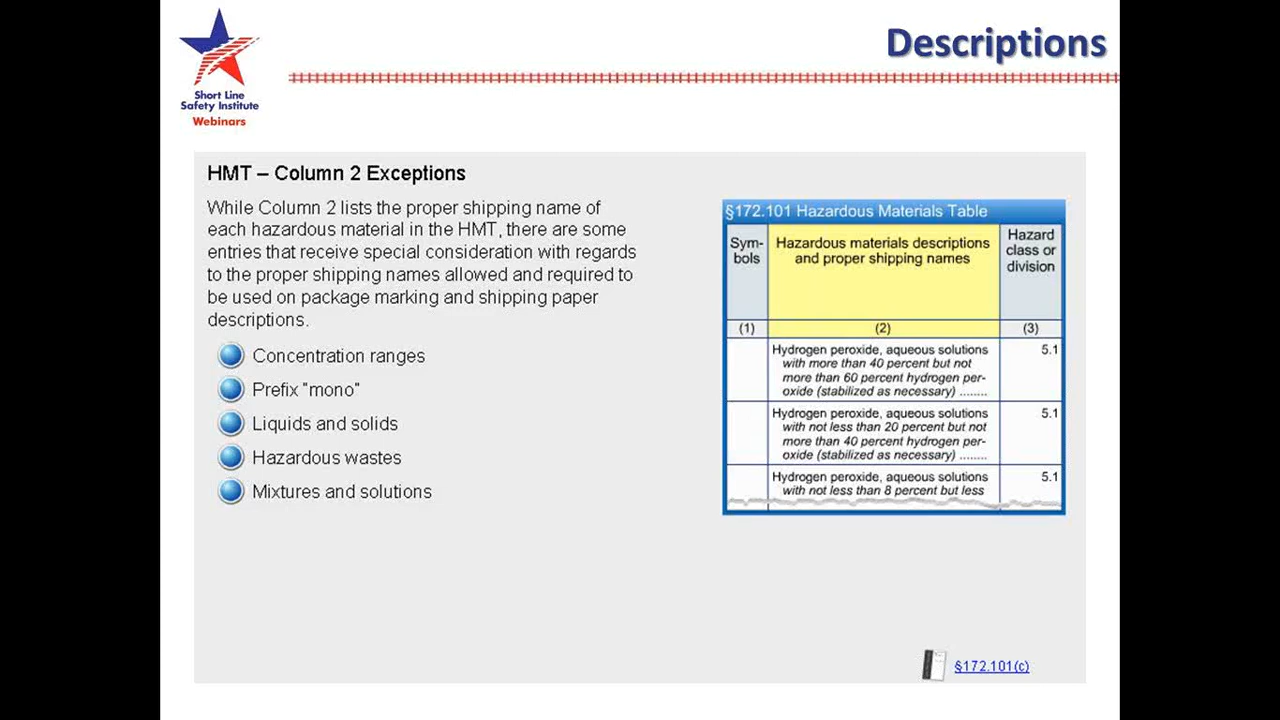 Descriptions
Short Line
Safety Institute
Webinars
HMT – Column 2 Exceptions
While Column 2 lists the proper shipping name of
each hazardous material in the HMT, there are some
entries that receive special consideration with regards
to the proper shipping names allowed and required to
be used on package marking and shipping paper
descriptions.
Concentration ranges
Prefix "mono"
Liquids and solids
Hazardous wastes
Mixtures and solutions
§172.101 Hazardous Materials Table
Sym-
bols
Hazardous materials descriptions
and proper shipping names
Hazard
class or
division
(1) (2) (3)
Hydrogen peroxide, aqueous solutions 5.1
with more than 40 percent but not
more than 60 percent hydrogen per-
oxide (stabilized as necessary) ........
Hydrogen peroxide, aqueous solutions 5.1
with not less than 20 percent but not
more than 40 percent hydrogen per-
oxide (stabilized as necessary) ........
Hydrogen peroxide, aqueous solutions 5.1
with not less than 8 percent but less
§172.101(c)